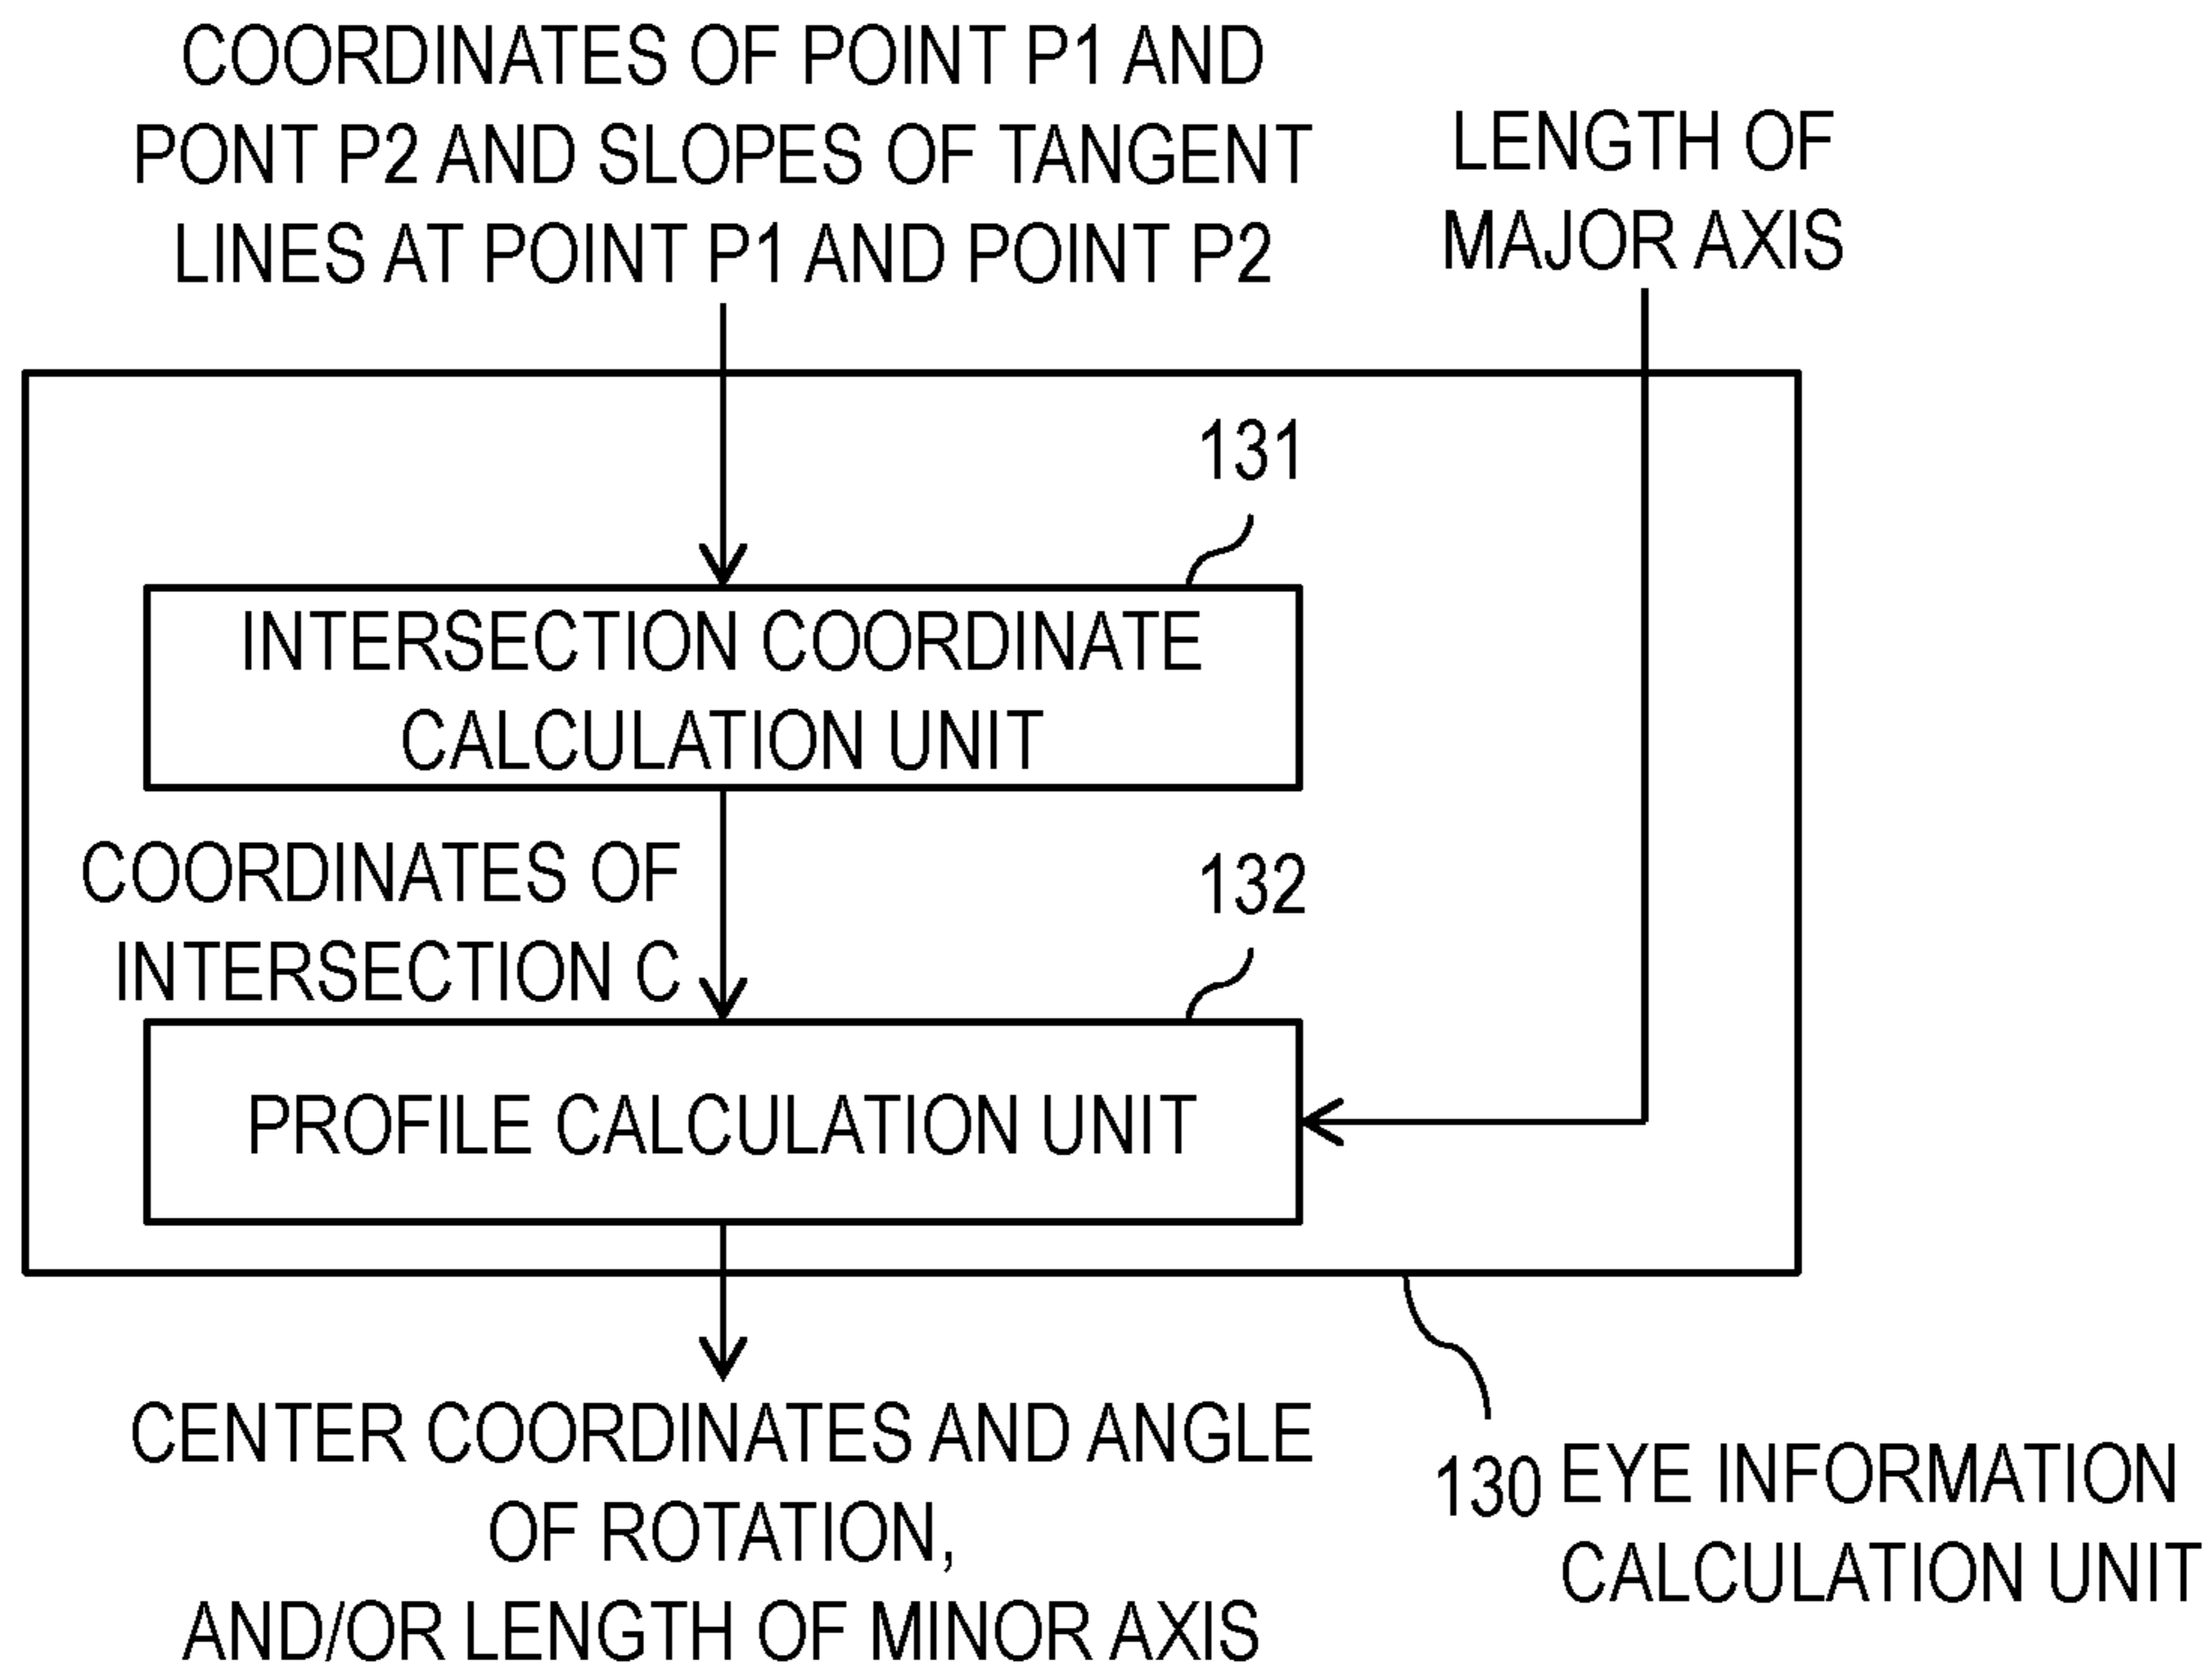 COORDINATES OF POINT P1 AND
PONT P2 AND SLOPES OF TANGENT
LINES AT POINT P1 AND POINT P2
LENGTH OF
MAJOR AXIS
131
INTERSECTION COORDINATE
CALCULATION UNIT
COORDINATES OF
INTERSECTION C
132
PROFILE CALCULATION UNIT
CENTER COORDINATES AND ANGLE
OF ROTATION,
AND/OR LENGTH OF MINOR AXIS
130 EYE INFORMATION
CALCULATION UNIT